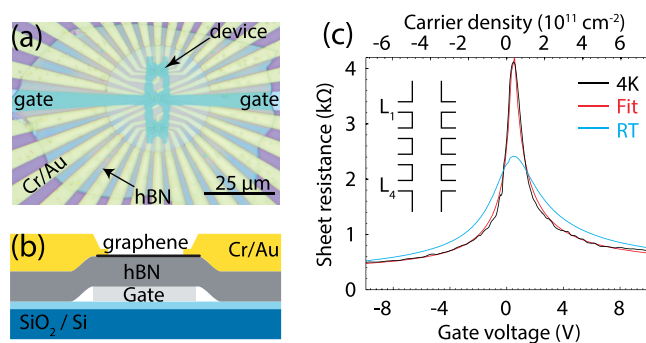 (a)
device
gate
gate
Cr/Au
hBN
25 µm
(b)
graphene
Cr/Au
hBN
Gate
SiO2 / Si
(c)
Carrier density (10¹¹ cm⁻²)
-6 -4 -2 0 2 4 6
Sheet resistance (kΩ)
4
3
2
1
0
L1
L4
4K
Fit
RT
-8 -4 0 4 8
Gate voltage (V)